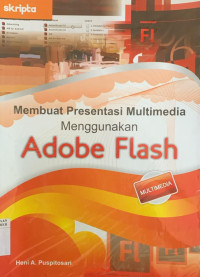 skripta
Membuat Presentasi Multimedia
Menggunakan
Adobe Flash
MULTIMEDIA
Heni A. Puspitosari